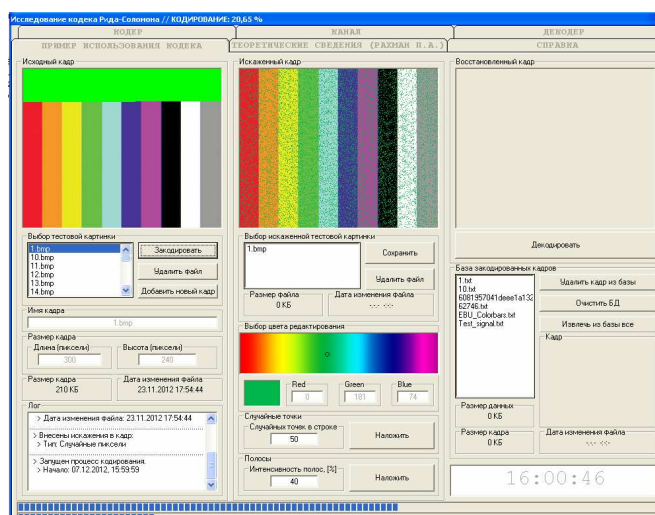 Исследование кодека Рида-Соломона // КОДИРОВАНИЕ: 20,65 %
КОДЕР
КАНАЛ
ДЕКОДЕР
ПРИМЕР ИСПОЛЬЗОВАНИЯ КОДЕКА
ТЕОРЕТИЧЕСКИЕ СВЕДЕНИЯ (РАХМАН П.А.)
СПРАВКА
Исходный кадр
Выбор тестовой картинки
1.bmp
10.bmp
11.bmp
12.bmp
13.bmp
14.bmp
Закодировать
Удалить файл
Добавить новый кадр
Имя кадра
1.bmp
Размер кадра
Длина (пиксели)
300
Высота (пиксели)
240
Размер кадра
210 КБ
Дата изменения файла
23.11.2012 17:54:44
Лог
> Дата изменения файла: 23.11.2012 17:54:44
> Внесены искажения в кадр:
> Тип: Случайные пиксели
> Запущен процесс кодирования.
> Начало: 07.12.2012, 15:59:59
Искаженный кадр
Выбор искаженной тестовой картинки
1.bmp
Сохранить
Удалить файл
Размер файла
0 КБ
Дата изменения файла
--.-- --:--
Выбор цвета редактирования
Red
0
Green
181
Blue
74
Случайные точки
Случайных точек в строке
50
Наложить
Полосы
Интенсивность полос, [%]
40
Наложить
Восстановленный кадр
Декодировать
База закодированных кадров
1.txt
10.txt
6081957041deee1a132
62746.txt
EBU_Colorbars.txt
Test_signal.txt
Удалить кадр из базы
Очистить БД
Извлечь из базы все
Кадр
Размер данных
0 КБ
Размер кадра
0 КБ
Дата изменения файла
--.-- --:--
16:00:46